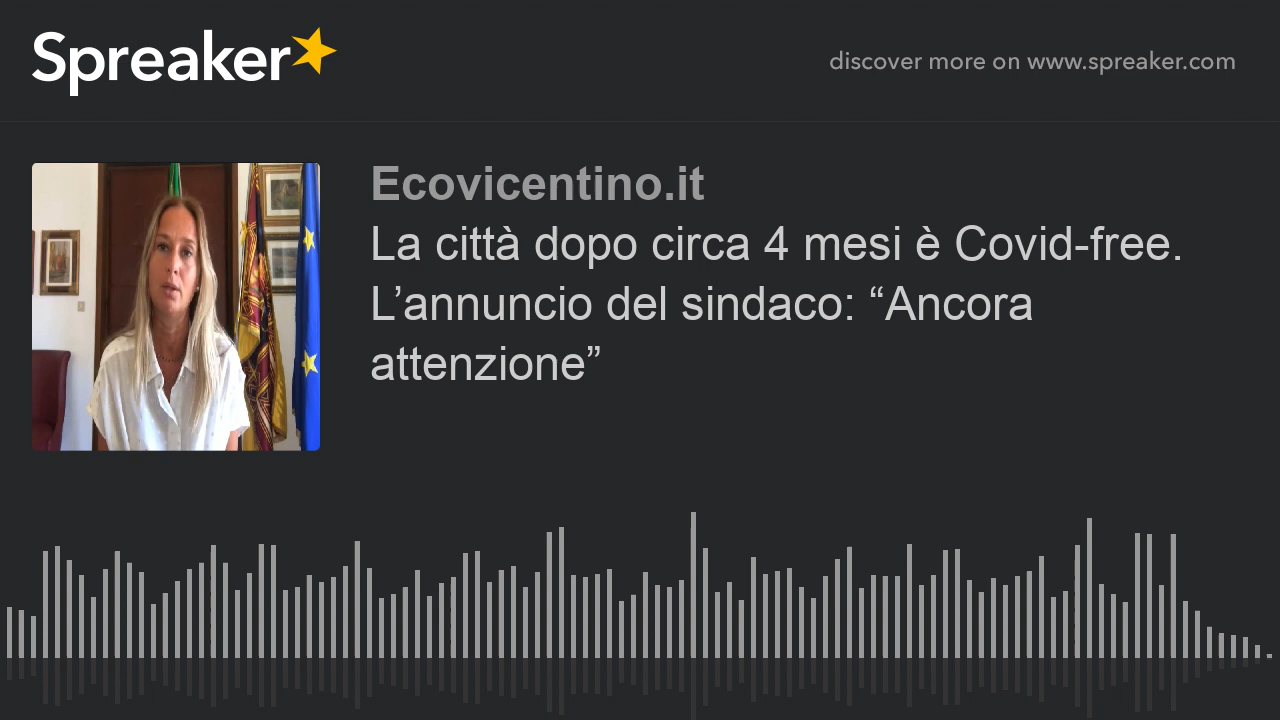 Spreaker
discover more on www.spreaker.com
Ecovicentino.it
La città dopo circa 4 mesi è Covid-free.
L’annuncio del sindaco: “Ancora
attenzione”